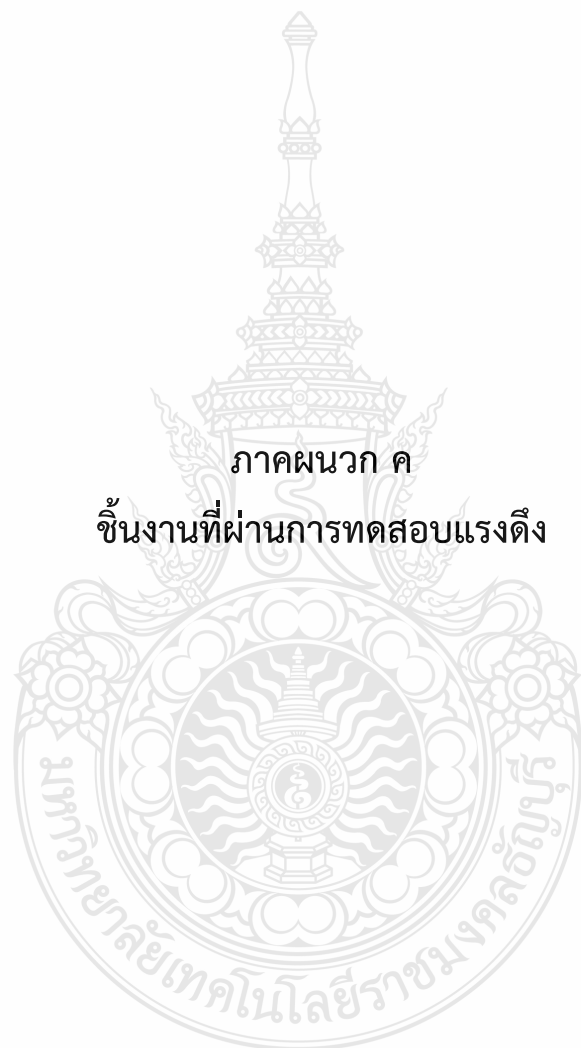 ภาคผนวก ค
ชิ้นงานที่ผ่านการทดสอบแรงดึง
มหาวิทยาลัยเทคโนโลยีราชมงคลธัญบุรี